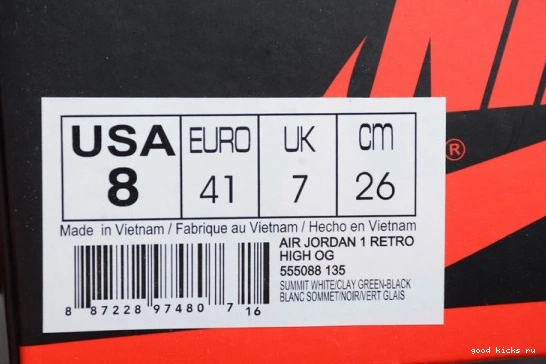 NIKE
®
USA EURO UK cm
8 41 7 26
Made in Vietnam / Fabrique au Vietnam / Hecho en Vietnam
AIR JORDAN 1 RETRO
HIGH OG
555088 135
SUMMIT WHITE/CLAY GREEN-BLACK
BLANC SOMMET/NOIR/VERT GLAIS
8 87228 97480 7 16
good kicks ru